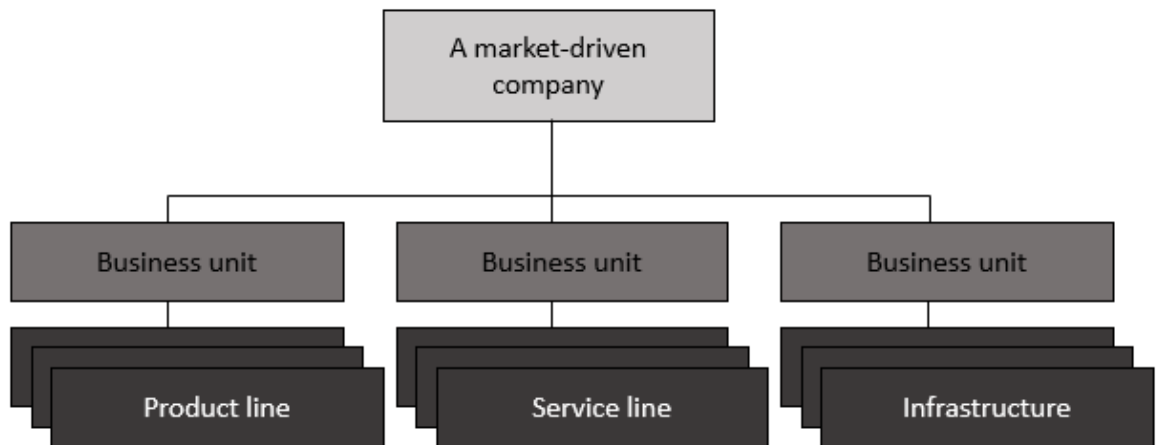 A market-driven
company
Business unit
Business unit
Business unit
Product line
Service line
Infrastructure